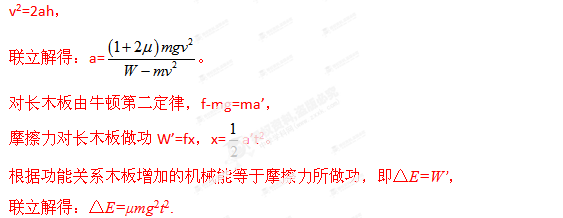 v²=2ah，
联立解得：a=(1+2μ)mgv²/(W−mv²)。
对长木板由牛顿第二定律，f-mg=ma′，
摩擦力对长木板做功 W′=fx，x=1/2 a′t²。
根据功能关系木板增加的机械能等于摩擦力所做功，即△E=W′，
联立解得：△E=μmg²t².